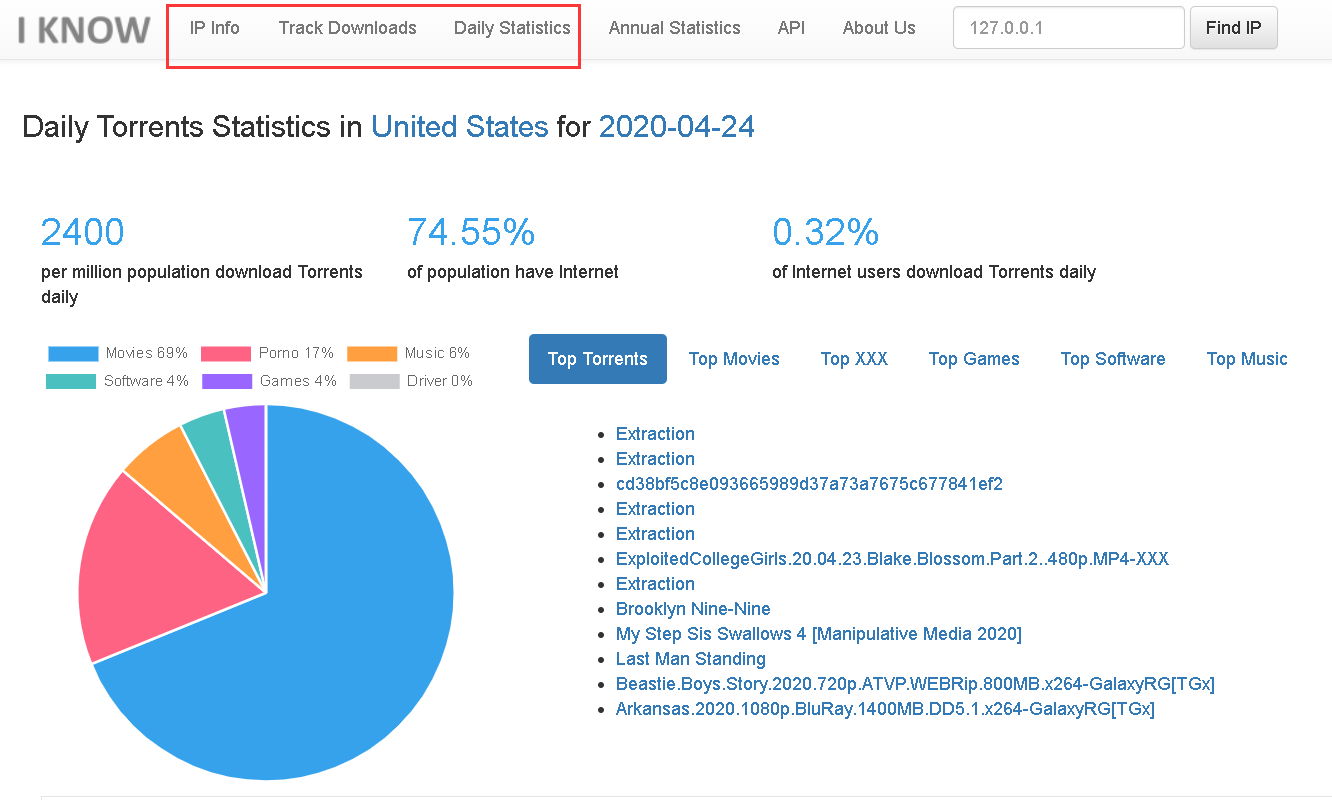 I KNOW IP Info Track Downloads Daily Statistics Annual Statistics API About Us 127.0.0.1 Find IP
Daily Torrents Statistics in United States for 2020-04-24
2400 74.55% 0.32%
per million population download Torrents daily
of population have Internet
of Internet users download Torrents daily
Movies 69% Porno 17% Music 6%
Software 4% Games 4% Driver 0%
Top Torrents Top Movies Top XXX Top Games Top Software Top Music
Extraction
Extraction
cd38bf5c8e093665989d37a73a7675c677841ef2
Extraction
Extraction
ExploitedCollegeGirls.20.04.23.Blake.Blossom.Part.2..480p.MP4-XXX
Extraction
Brooklyn Nine-Nine
My Step Sis Swallows 4 [Manipulative Media 2020]
Last Man Standing
Beastie.Boys.Story.2020.720p.ATVP.WEBRip.800MB.x264-GalaxyRG[TGx]
Arkansas.2020.1080p.BluRay.1400MB.DD5.1.x264-GalaxyRG[TGx]